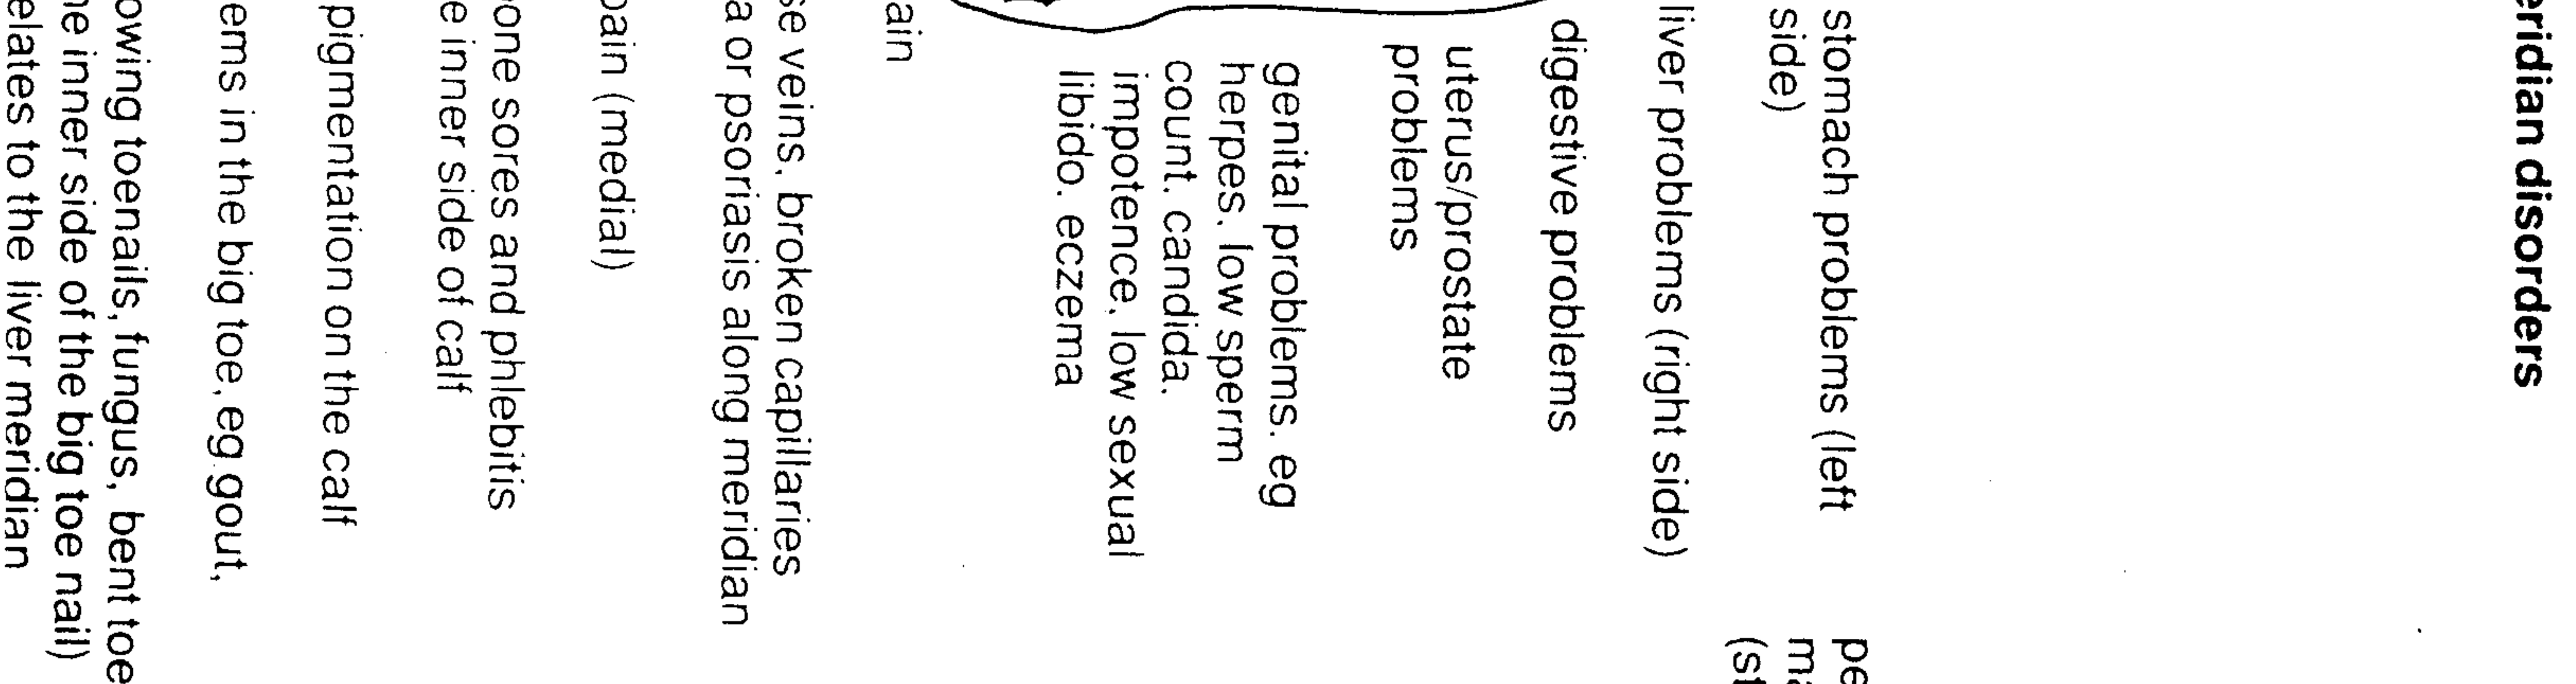 eridian disorders
stomach problems (left
side)
liver problems (right side)
digestive problems
uterus/prostate
problems
genital problems. eg
herpes. low sperm
count. candida.
impotence, low sexual
libido. eczema
ain
se veins, broken capillaries
a or psoriasis along meridian
pain (medial)
one sores and phlebitis
e inner side of calf
pigmentation on the calf
ems in the big toe, eg gout,
owing toenails, fungus, bent toe
ne inner side of the big toe nail)
elates to the liver meridian
pe
ma
(st